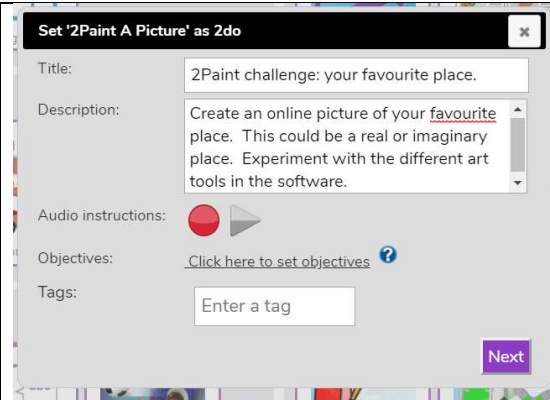 Set '2Paint A Picture' as 2do
Title:
2Paint challenge: your favourite place.
Description:
Create an online picture of your favourite
place. This could be a real or imaginary
place. Experiment with the different art
tools in the software.
Audio instructions:
Objectives:
Click here to set objectives
Tags:
Enter a tag
Next